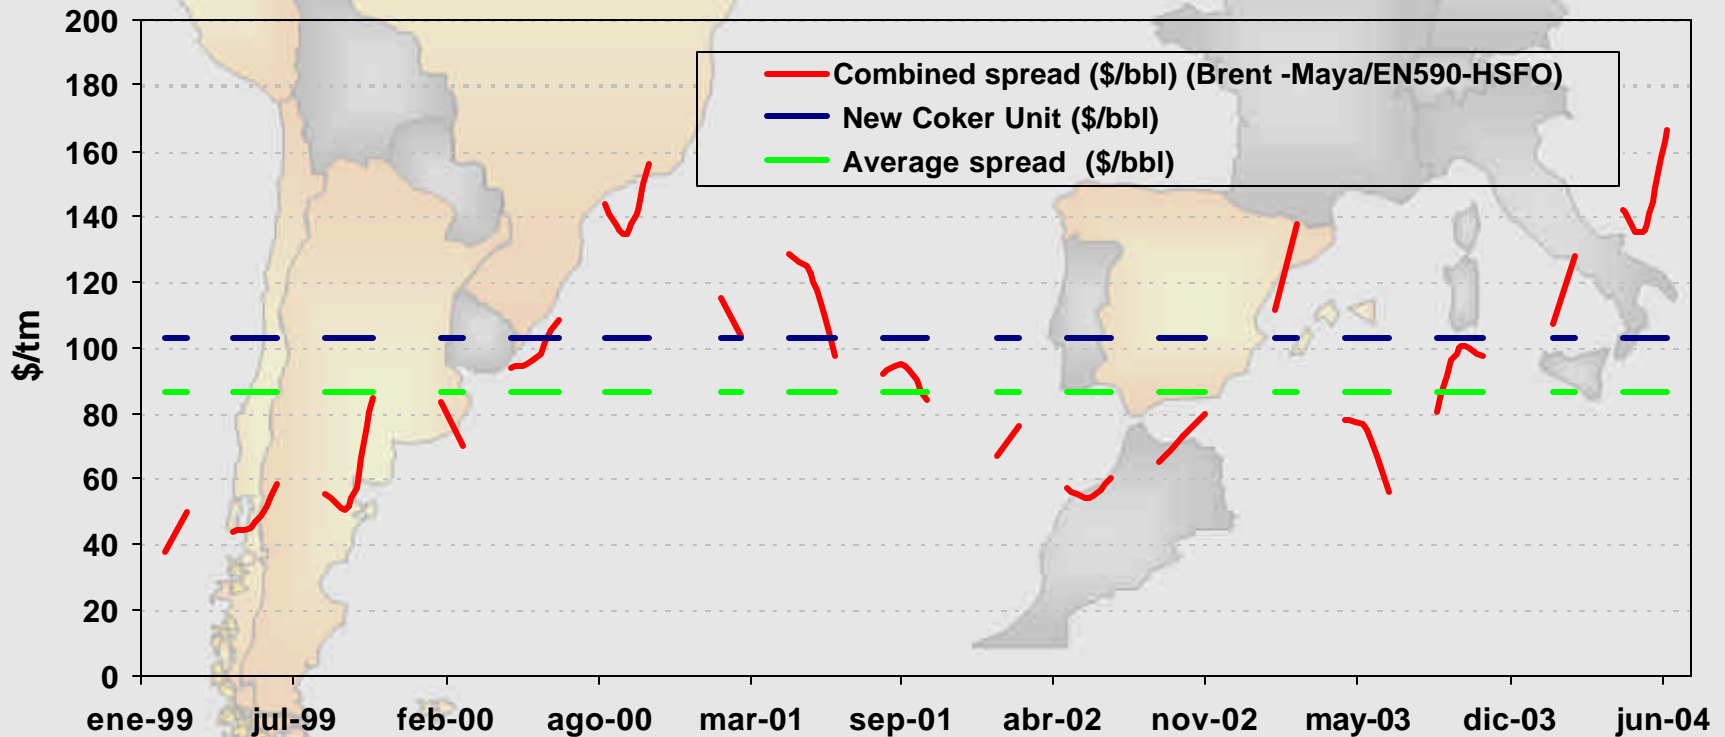 200
180
160
140
120
100
80
60
40
20
0
$/tm
Combined spread ($/bbl) (Brent -Maya/EN590-HSFO)
New Coker Unit ($/bbl)
Average spread ($/bbl)
ene-99 jul-99 feb-00 ago-00 mar-01 sep-01 abr-02 nov-02 may-03 dic-03 jun-04